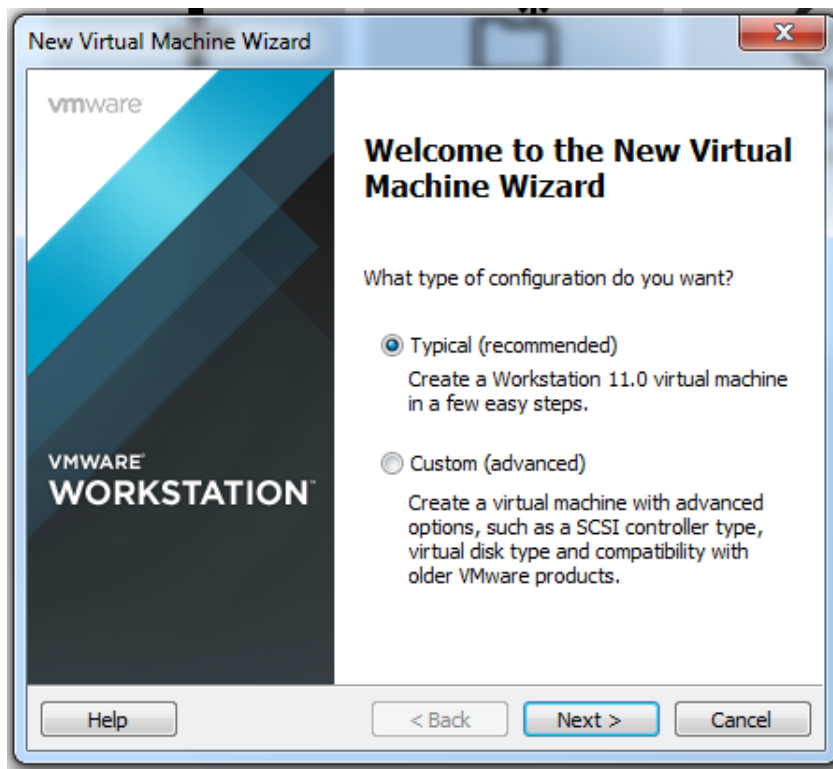 New Virtual Machine Wizard
vmware
Welcome to the New Virtual
Machine Wizard
What type of configuration do you want?
Typical (recommended)
Create a Workstation 11.0 virtual machine
in a few easy steps.
VMWARE
WORKSTATION™
Custom (advanced)
Create a virtual machine with advanced
options, such as a SCSI controller type,
virtual disk type and compatibility with
older VMware products.
Help
< Back
Next >
Cancel